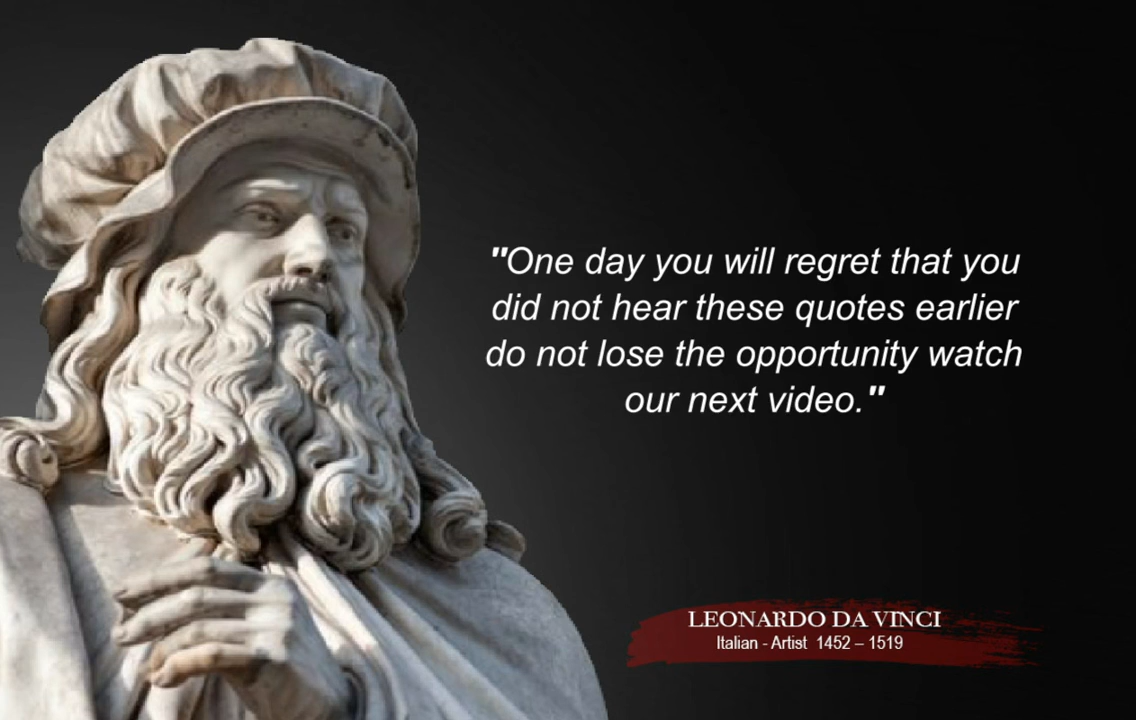 "One day you will regret that you
did not hear these quotes earlier
do not lose the opportunity watch
our next video."
LEONARDO DA VINCI
Italian - Artist 1452 – 1519